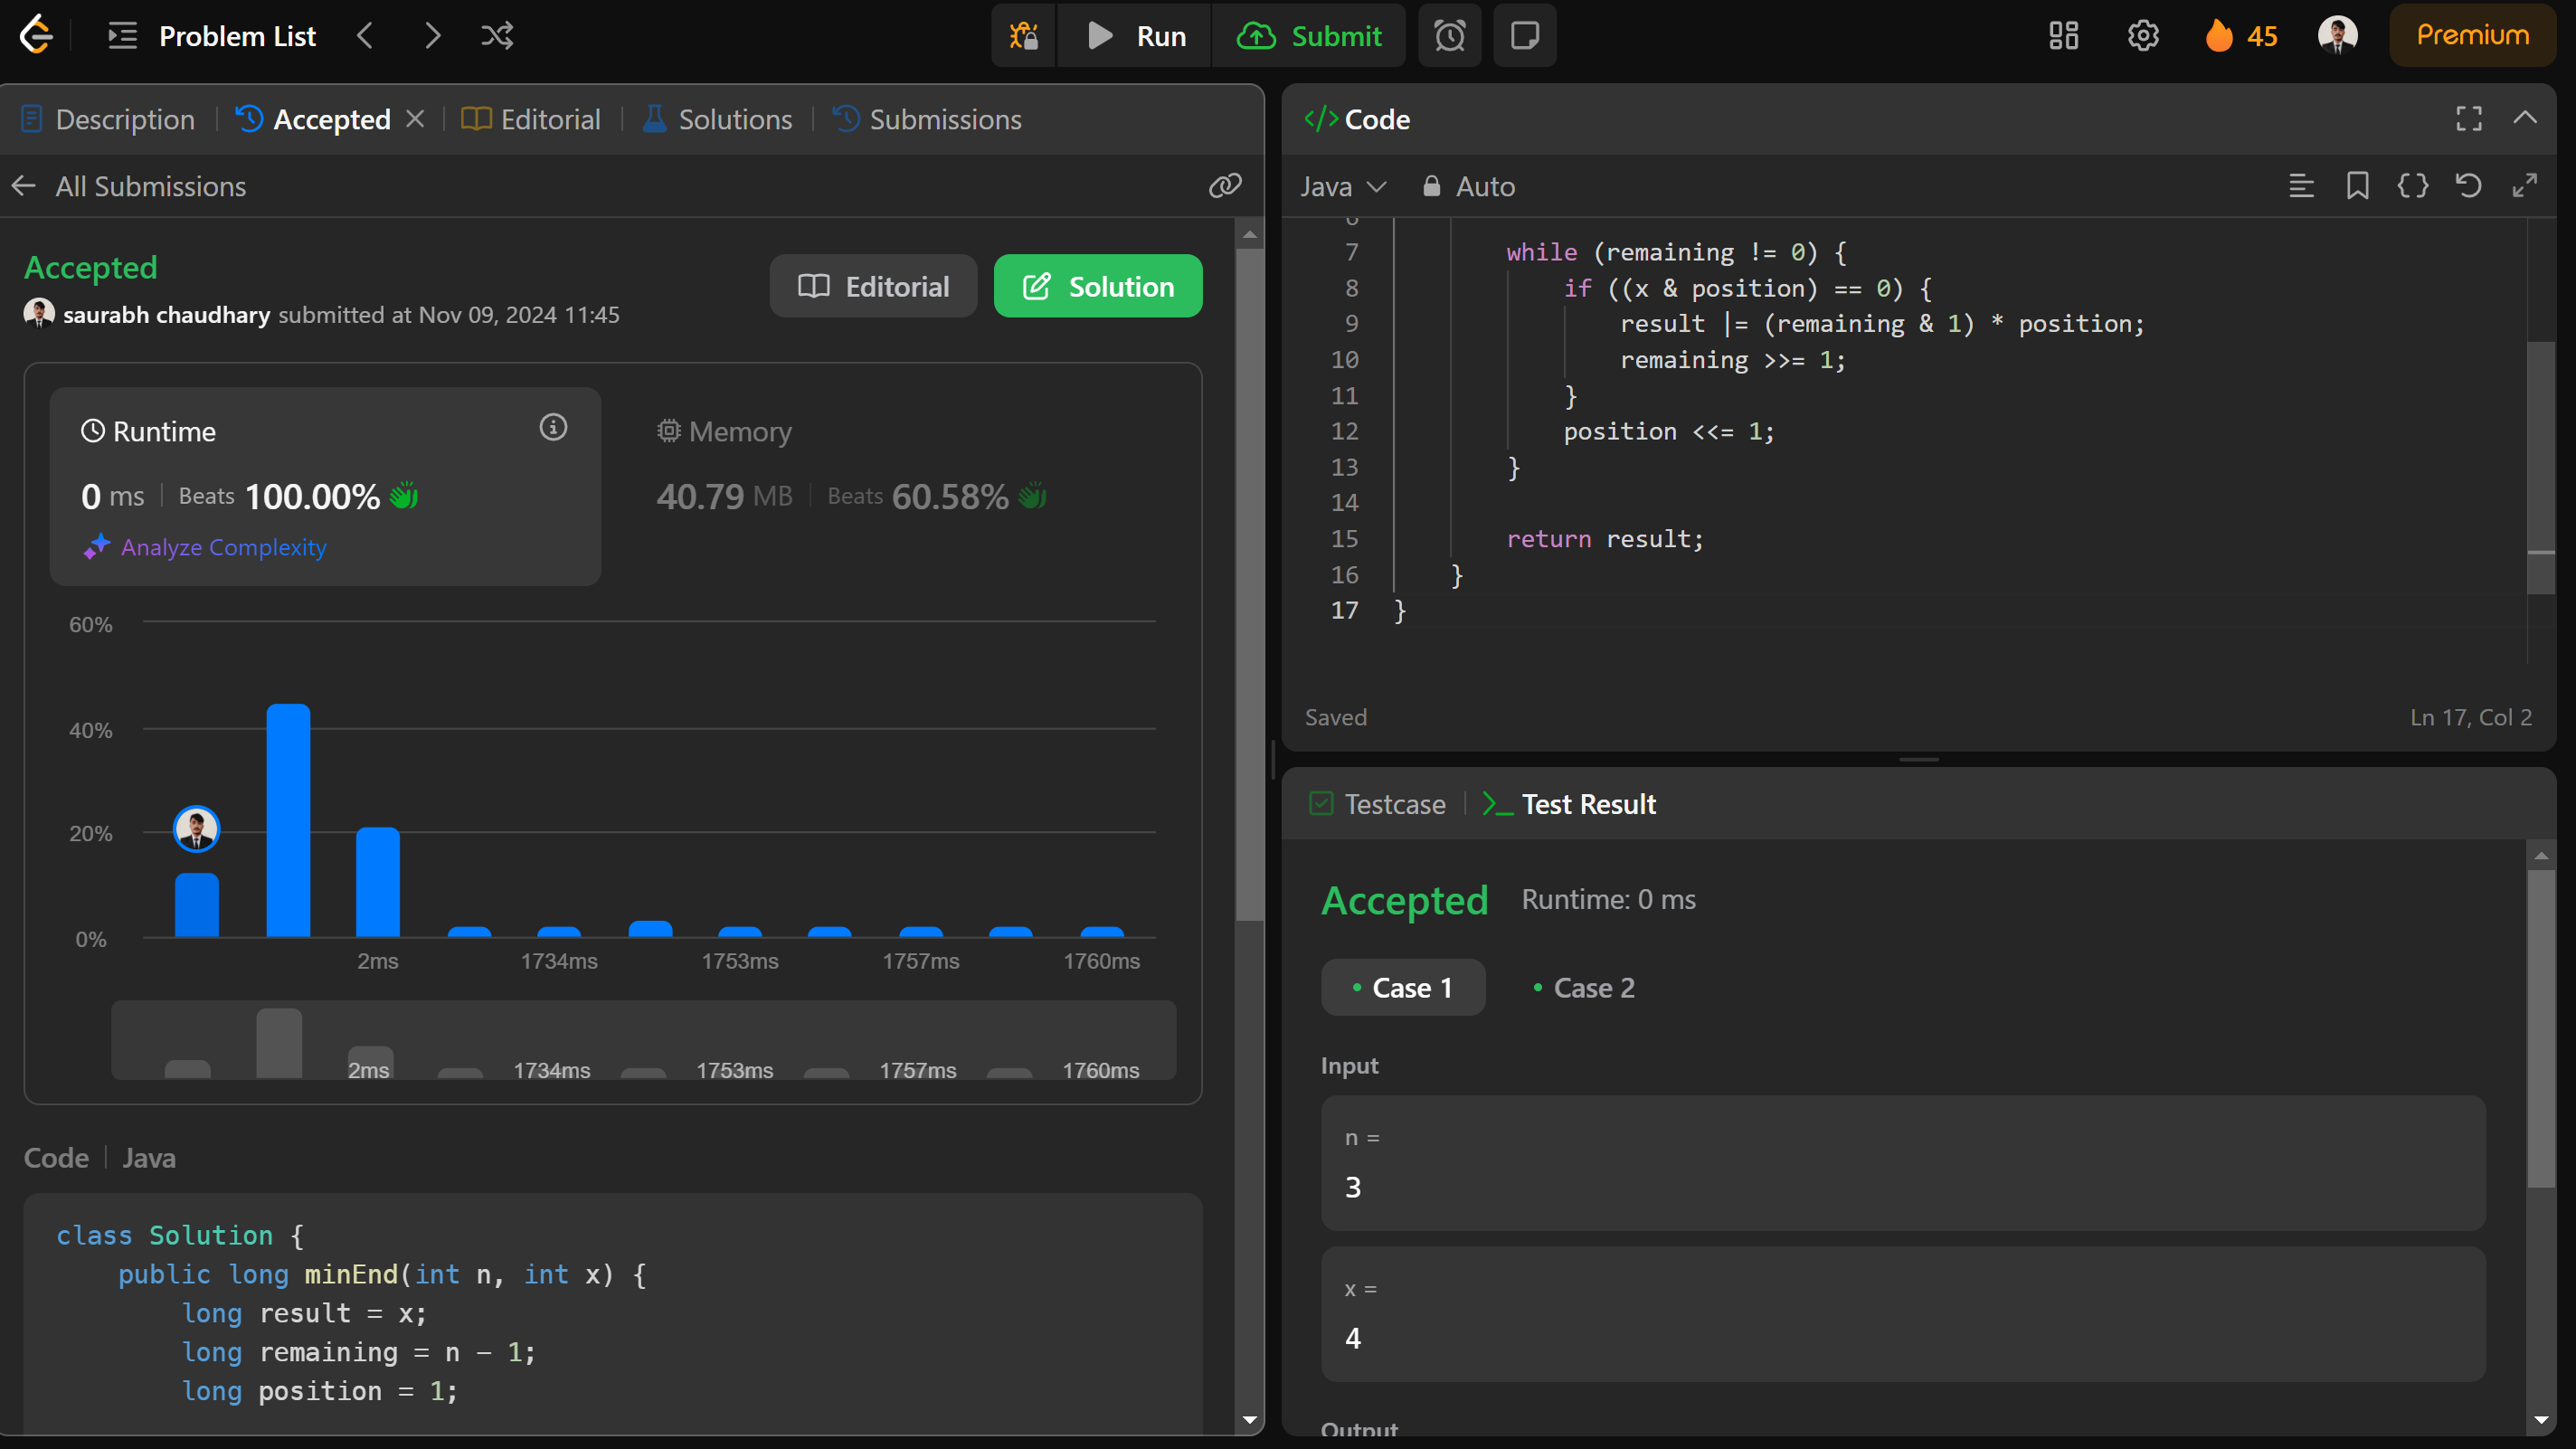 Problem List
Run
Submit
45
Premium
Description
Accepted
Editorial
Solutions
Submissions
All Submissions
Accepted
saurabh chaudhary submitted at Nov 09, 2024 11:45
Editorial
Solution
Runtime
0 ms
Beats 100.00%
Analyze Complexity
Memory
40.79 MB
Beats 60.58%
60%
40%
20%
0%
2ms
1734ms
1753ms
1757ms
1760ms
2ms
1734ms
1753ms
1757ms
1760ms
Code
Java
class Solution {
public long minEnd(int n, int x) {
long result = x;
long remaining = n - 1;
long position = 1;
</> Code
Java
Auto
6
7 while (remaining != 0) {
8 if ((x & position) == 0) {
9 result |= (remaining & 1) * position;
10 remaining >>= 1;
11 }
12 position <<= 1;
13 }
14
15 return result;
16 }
17 }
Saved
Ln 17, Col 2
Testcase
Test Result
Accepted
Runtime: 0 ms
Case 1
Case 2
Input
n =
3
x =
4
Output